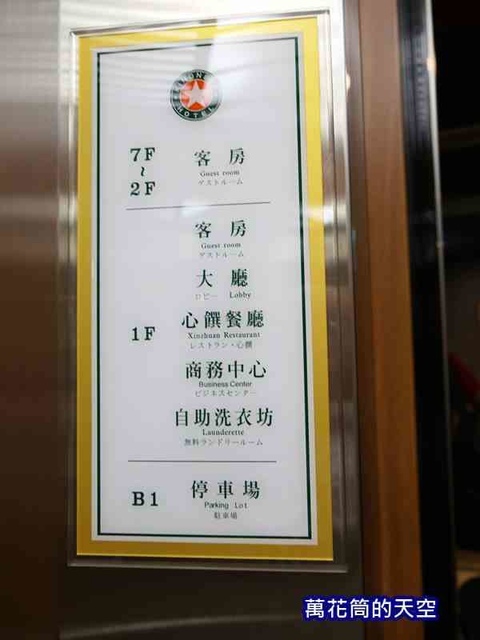 HOTEL
7F
~
2F
客房
Guest room
ゲストルーム
客房
Guest room
ゲストルーム
大廳
ロビー Lobby
1F
心饌餐廳
Xinzhuan Restaurant
レストラン・心饌
商務中心
Business Center
ビジネスセンター
自助洗衣坊
Launderette
無料ランドリールーム
B1
停車場
Parking Lot
駐車場
萬花筒的天空